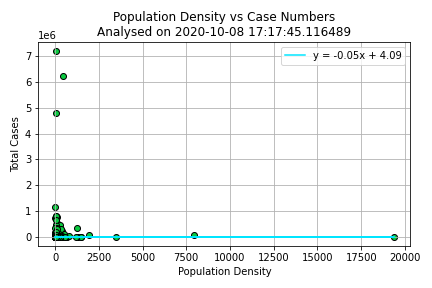 Population Density vs Case Numbers
Analysed on 2020-10-08 17:17:45.116489
1e6
y = -0.05x + 4.09
7
6
5
4
3
2
1
0
Total Cases
0 2500 5000 7500 10000 12500 15000 17500 20000
Population Density